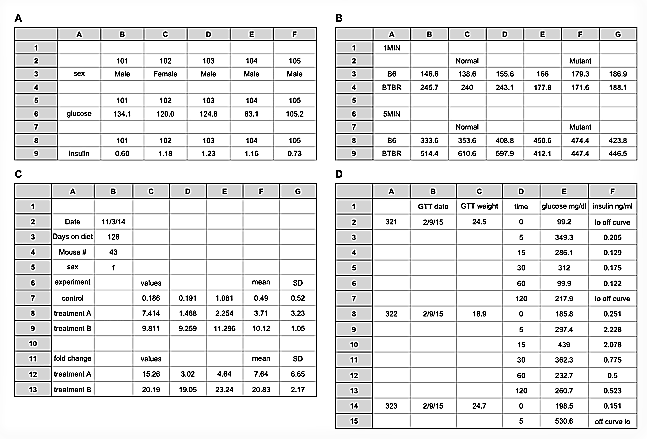 A
A B C D E F
1
2 101 102 103 104 105
3 sex Male Female Male Male Male
4
5 101 102 103 104 105
6 glucose 134.1 120.0 124.8 83.1 105.2
7
8 101 102 103 104 105
9 insulin 0.60 1.18 1.23 1.16 0.73
B
A B C D E F G
1 1MIN
2 Normal Mutant
3 B6 146.6 138.6 155.6 166 179.3 186.9
4 BTBR 245.7 240 243.1 177.8 171.6 188.1
5
6 5MIN
7 Normal Mutant
8 B6 333.6 353.6 408.8 450.6 474.4 423.8
9 BTBR 514.4 610.6 597.9 412.1 447.4 446.5
C
A B C D E F G
1
2 Date 11/3/14
3 Days on diet 126
4 Mouse # 43
5 sex 1
6 experiment values mean SD
7 control 0.186 0.191 1.081 0.49 0.52
8 treatment A 7.414 1.468 2.254 3.71 3.23
9 treatment B 9.811 9.259 11.296 10.12 1.05
10
11 fold change values mean SD
12 treatment A 15.26 3.02 4.64 7.64 6.65
13 treatment B 20.19 19.05 23.24 20.83 2.17
D
A B C D E F
1 GTT date GTT weight time glucose mg/dl insulin ng/ml
2 321 2/9/15 24.5 0 99.2 lo off curve
3 5 349.3 0.205
4 15 286.1 0.129
5 30 312 0.175
6 60 99.9 0.122
7 120 217.9 lo off curve
8 322 2/9/15 18.9 0 185.8 0.251
9 5 297.4 2.228
10 15 439 2.078
11 30 362.3 0.775
12 60 232.7 0.5
13 120 260.7 0.523
14 323 2/9/15 24.7 0 198.5 0.151
15 5 530.6 off curve lo